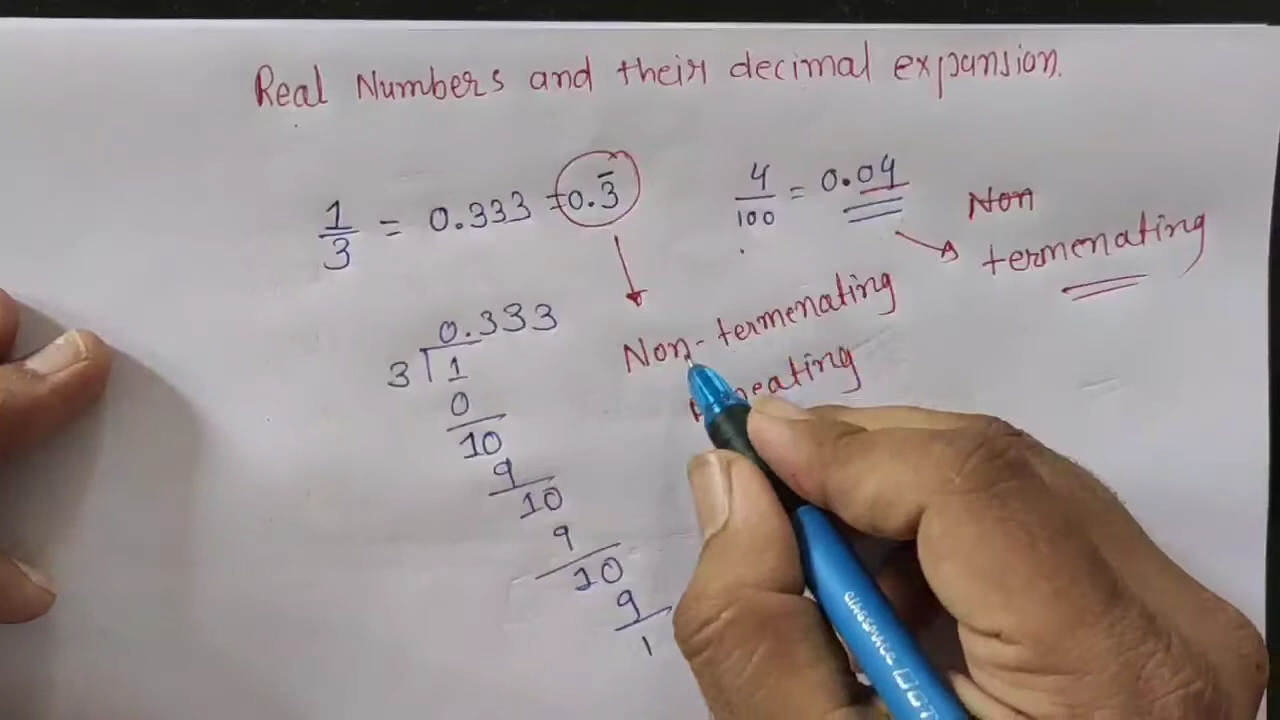 Real Numbers and their decimal expansion.
1/3 = 0.333 = 0.3̅
4/100 = 0.04
Non
termenating
Non-termenating
0.333
3 1
0
10
9
10
9
10
9
1